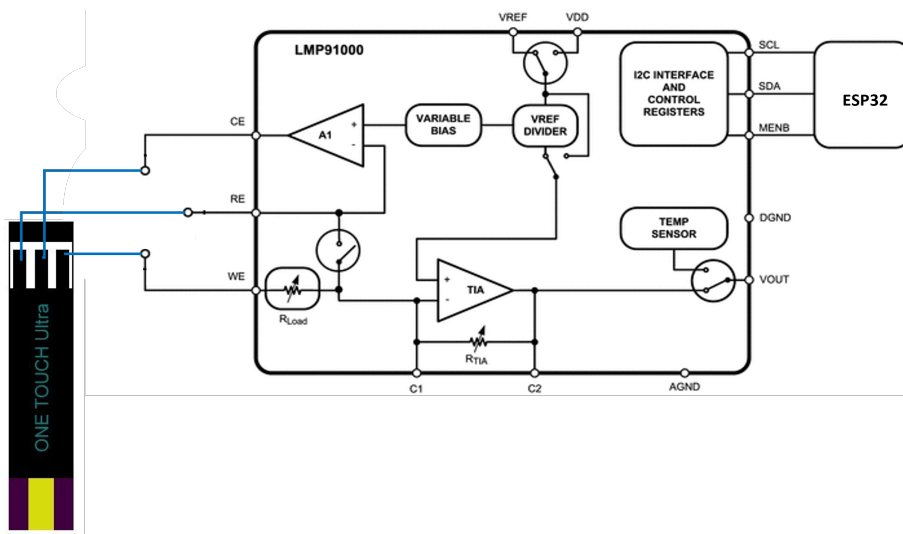 VREF
VDD
LMP91000
SCL
I2C INTERFACE
AND
CONTROL
REGISTERS
ESP32
SDA
CE
A1
+
-
VARIABLE
BIAS
VREF
DIVIDER
MENB
RE
TEMP
SENSOR
DGND
WE
RLoad
+
-
TIA
VOUT
RTIA
C1
C2
AGND
ONE TOUCH Ultra